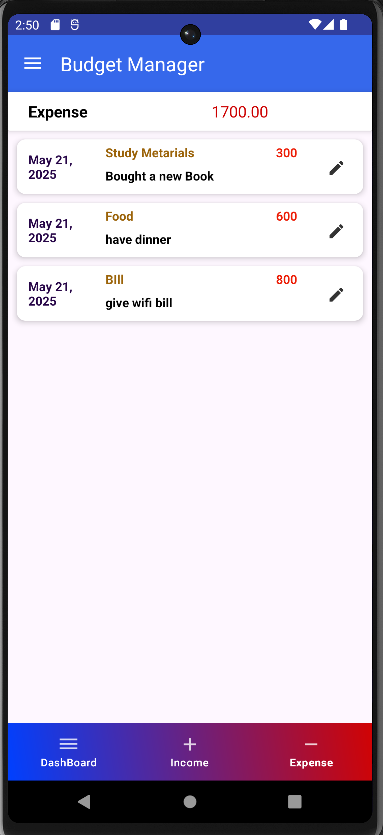 2:50
Budget Manager
Expense 1700.00
May 21, 2025
Study Metarials 300
Bought a new Book
May 21, 2025
Food 600
have dinner
May 21, 2025
BIll 800
give wifi bill
DashBoard Income Expense